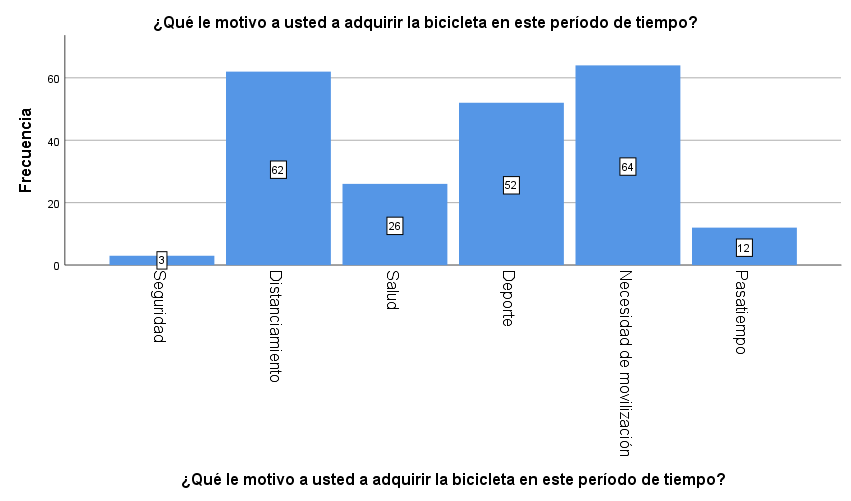 ¿Qué le motivo a usted a adquirir la bicicleta en este período de tiempo?
Frecuencia
60
40
20
0
3
62
26
52
64
12
Seguridad
Distanciamiento
Salud
Deporte
Necesidad de movilización
Pasatiempo
¿Qué le motivo a usted a adquirir la bicicleta en este período de tiempo?